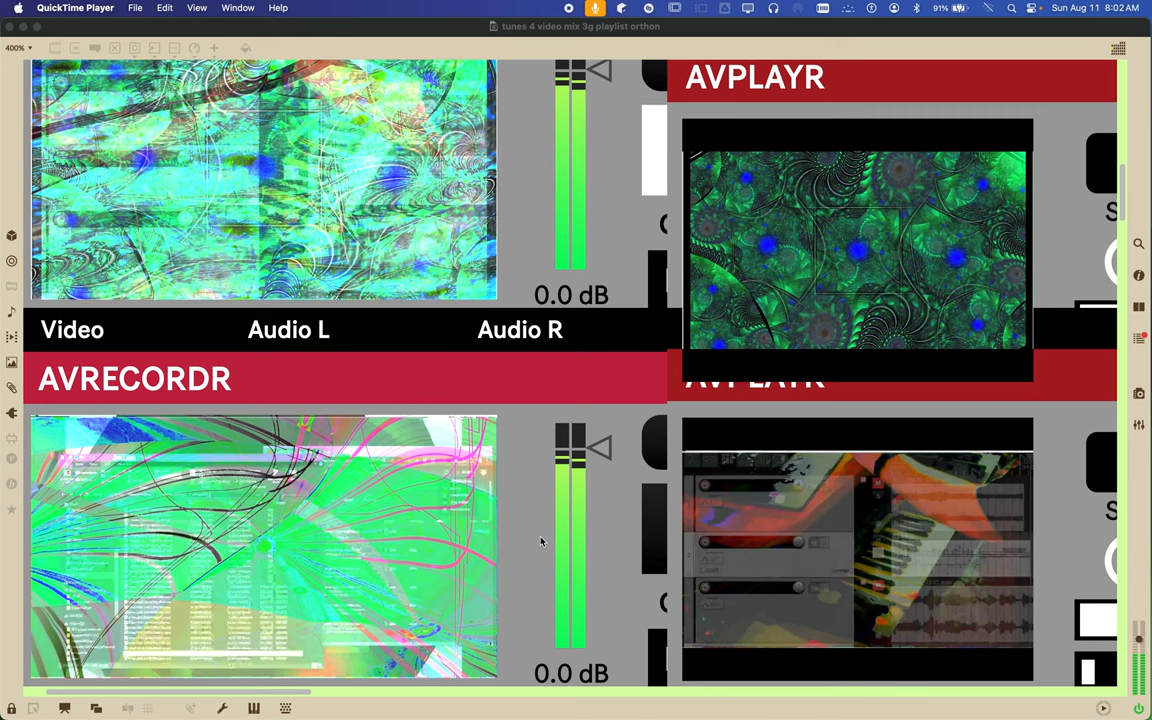 QuickTime Player File Edit View Window Help 91% Sun Aug 11 8:02 AM
tunes 4 video mix 3g playlist orthon
400%
AVPLAYR
S
0.0 dB
Video Audio L Audio R
AVRECORDR
AVPLAYR
S
0.0 dB